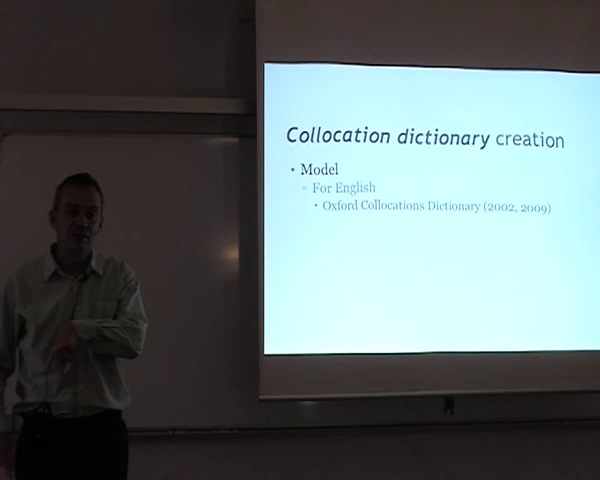 Collocation dictionary creation
• Model
▫ For English
• Oxford Collocations Dictionary (2002, 2009)